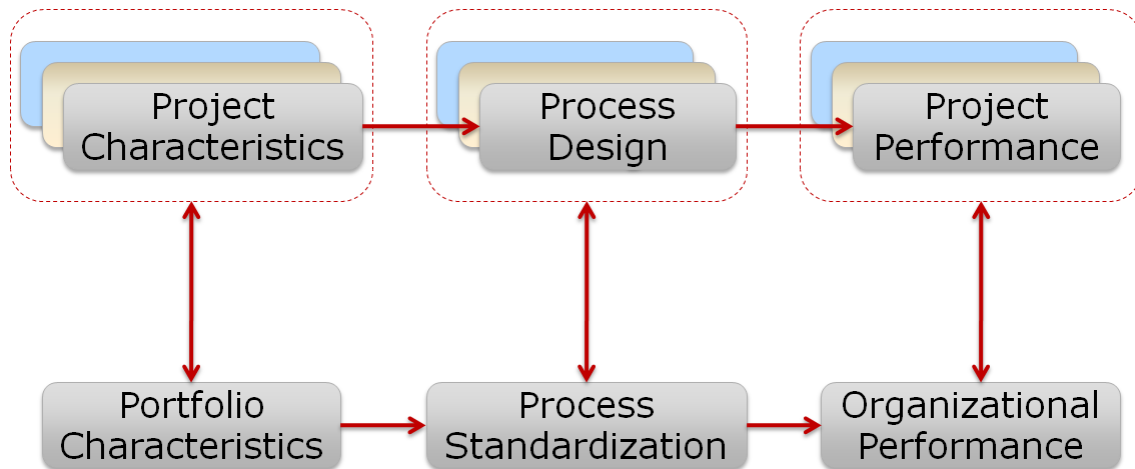 Project
Characteristics
Process
Design
Project
Performance
Portfolio
Characteristics
Process
Standardization
Organizational
Performance